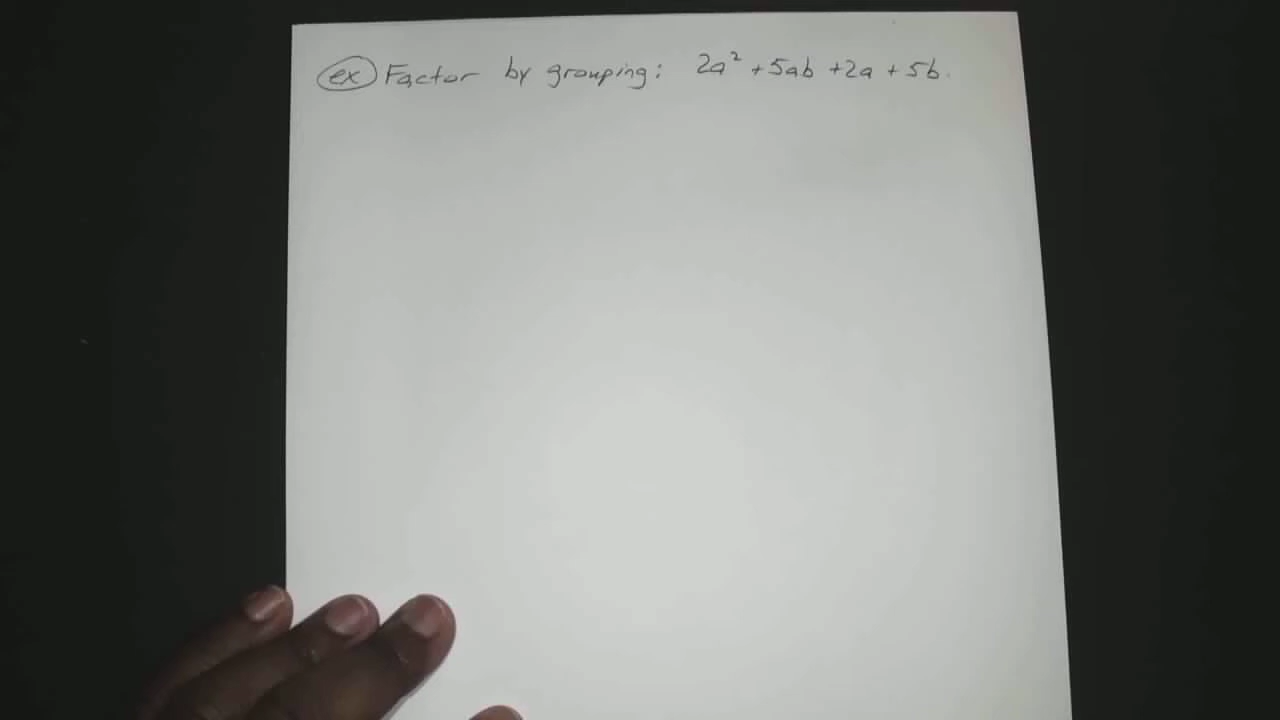 ex Factor by grouping: 2a² + 5ab + 2a + 5b.